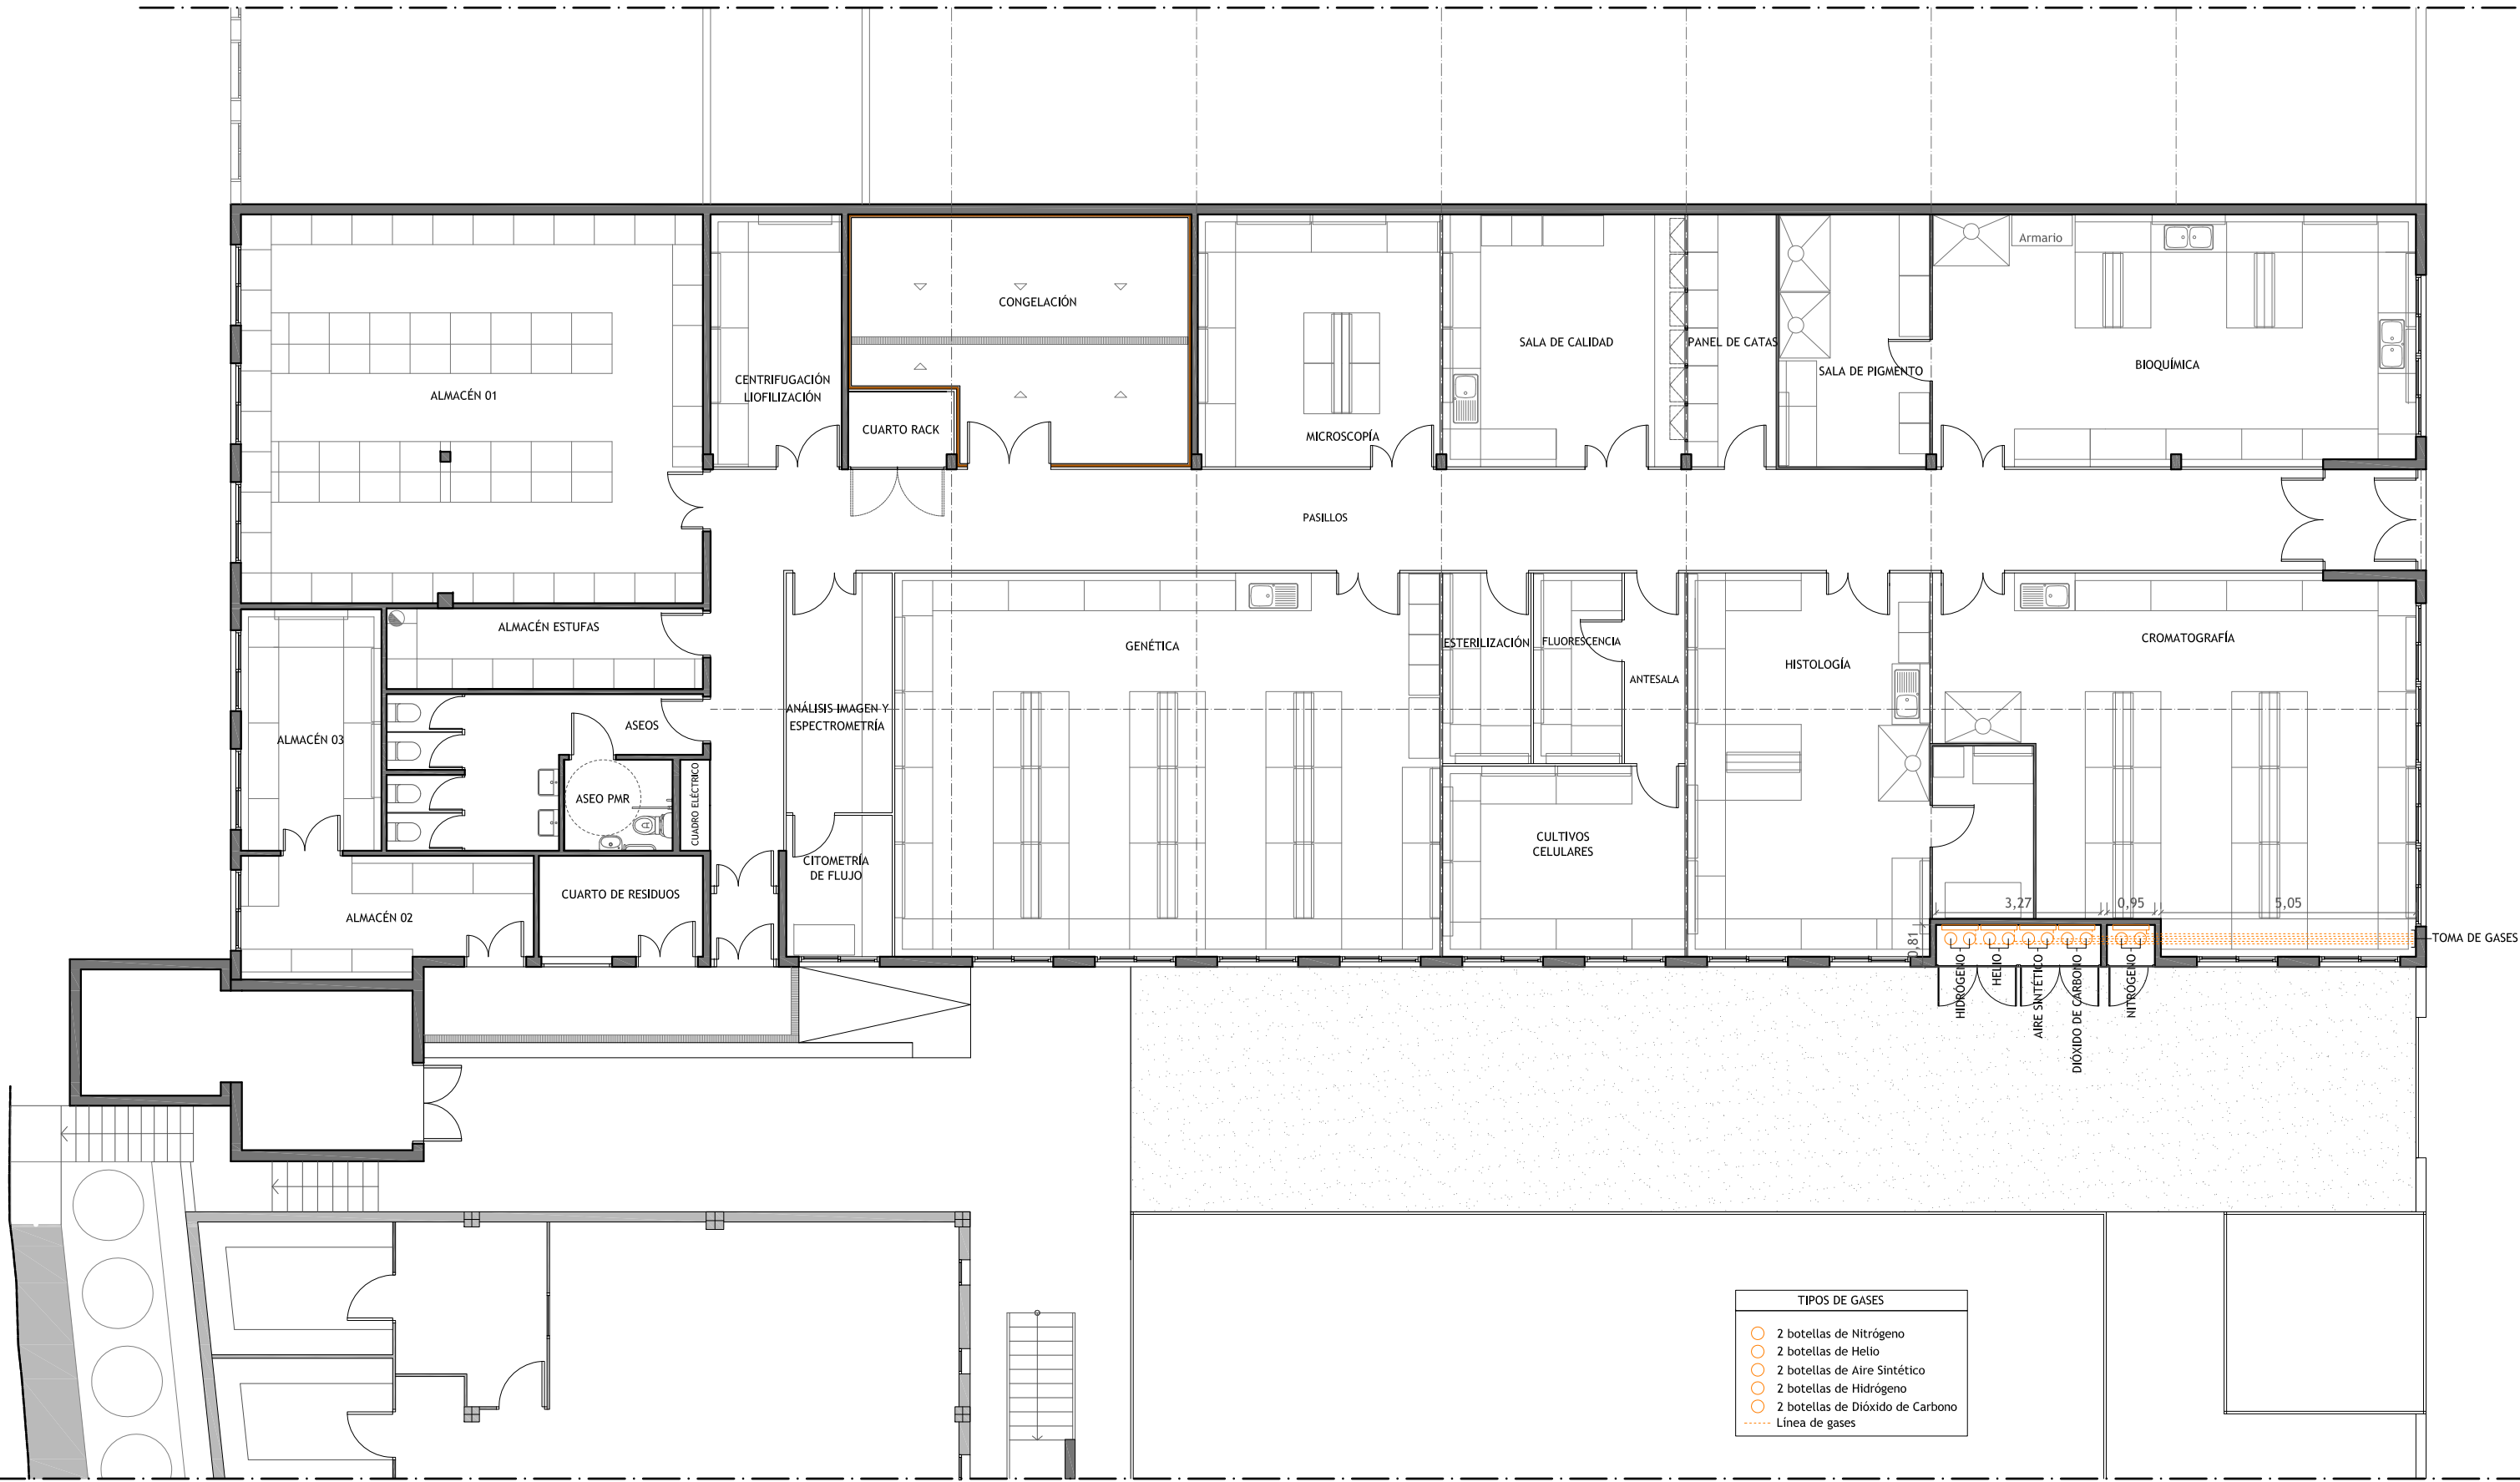 Armario
CONGELACIÓN
SALA DE CALIDAD
PANEL DE CATAS
SALA DE PIGMENTO
BIOQUÍMICA
CENTRIFUGACIÓN
LIOFILIZACIÓN
ALMACÉN 01
CUARTO RACK
MICROSCOPÍA
PASILLOS
ALMACÉN ESTUFAS
GENÉTICA
ESTERILIZACIÓN
FLUORESCENCIA
ANTESALA
HISTOLOGÍA
CROMATOGRAFÍA
ANÁLISIS IMAGEN Y
ESPECTROMETRÍA
ASEOS
ALMACÉN 03
ASEO PMR
CUADRO ELÉCTRICO
CITOMETRÍA
DE FLUJO
CULTIVOS
CELULARES
CUARTO DE RESIDUOS
ALMACÉN 02
3,27
0,95
5,05
0,81
TOMA DE GASES
HIDRÓGENO
HELIO
AIRE SINTÉTICO
DIÓXIDO DE CARBONO
NITRÓGENO
TIPOS DE GASES
2 botellas de Nitrógeno
2 botellas de Helio
2 botellas de Aire Sintético
2 botellas de Hidrógeno
2 botellas de Dióxido de Carbono
Línea de gases